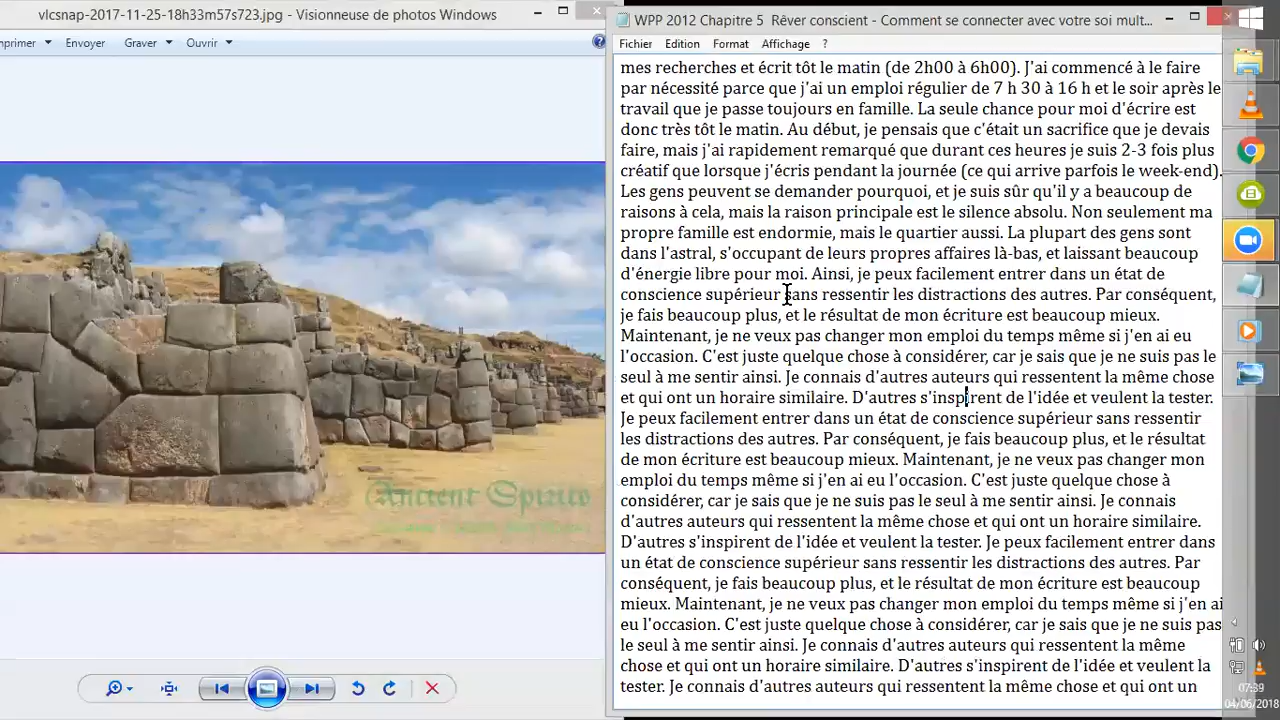 vlcsnap-2017-11-25-18h33m57s723.jpg - Visionneuse de photos Windows
Envoyer Graver Ouvrir
WPP 2012 Chapitre 5 Rêver conscient - Comment se connecter avec votre soi mult...
Fichier Edition Format Affichage ?
mes recherches et écrit tôt le matin (de 2h00 à 6h00). J'ai commencé à le faire
par nécessité parce que j'ai un emploi régulier de 7 h 30 à 16 h et le soir après le
travail que je passe toujours en famille. La seule chance pour moi d'écrire est
donc très tôt le matin. Au début, je pensais que c'était un sacrifice que je devais
faire, mais j'ai rapidement remarqué que durant ces heures je suis 2-3 fois plus
créatif que lorsque j'écris pendant la journée (ce qui arrive parfois le week-end).
Les gens peuvent se demander pourquoi, et je suis sûr qu'il y a beaucoup de
raisons à cela, mais la raison principale est le silence absolu. Non seulement ma
propre famille est endormie, mais le quartier aussi. La plupart des gens sont
dans l'astral, s'occupant de leurs propres affaires là-bas, et laissant beaucoup
d'énergie libre pour moi. Ainsi, je peux facilement entrer dans un état de
conscience supérieur sans ressentir les distractions des autres. Par conséquent,
je fais beaucoup plus, et le résultat de mon écriture est beaucoup mieux.
Maintenant, je ne veux pas changer mon emploi du temps même si j'en ai eu
l'occasion. C'est juste quelque chose à considérer, car je sais que je ne suis pas le
seul à me sentir ainsi. Je connais d'autres auteurs qui ressentent la même chose
et qui ont un horaire similaire. D'autres s'inspirent de l'idée et veulent la tester.
Je peux facilement entrer dans un état de conscience supérieur sans ressentir
les distractions des autres. Par conséquent, je fais beaucoup plus, et le résultat
de mon écriture est beaucoup mieux. Maintenant, je ne veux pas changer mon
emploi du temps même si j'en ai eu l'occasion. C'est juste quelque chose à
considérer, car je sais que je ne suis pas le seul à me sentir ainsi. Je connais
d'autres auteurs qui ressentent la même chose et qui ont un horaire similaire.
D'autres s'inspirent de l'idée et veulent la tester. Je peux facilement entrer dans
un état de conscience supérieur sans ressentir les distractions des autres. Par
conséquent, je fais beaucoup plus, et le résultat de mon écriture est beaucoup
mieux. Maintenant, je ne veux pas changer mon emploi du temps même si j'en ai
eu l'occasion. C'est juste quelque chose à considérer, car je sais que je ne suis pas
le seul à me sentir ainsi. Je connais d'autres auteurs qui ressentent la même
chose et qui ont un horaire similaire. D'autres s'inspirent de l'idée et veulent la
tester. Je connais d'autres auteurs qui ressentent la même chose et qui ont un
Ancient Spirits
07:39
04/06/2018